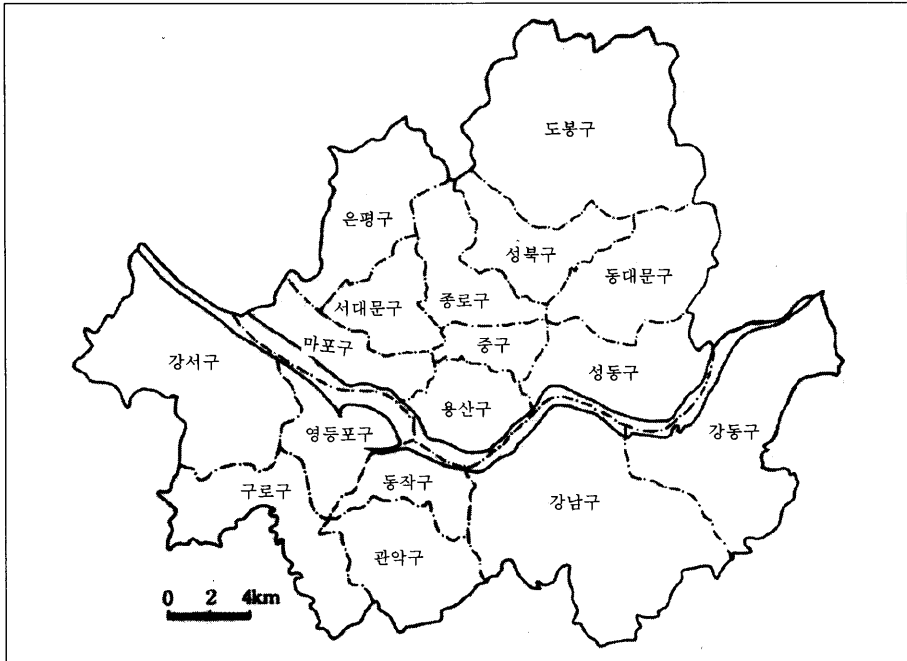 도봉구
은평구
성북구
동대문구
서대문구
종로구
마포구
중구
강서구
성동구
용산구
영등포구
강동구
동작구
구로구
강남구
관악구
0 2 4km